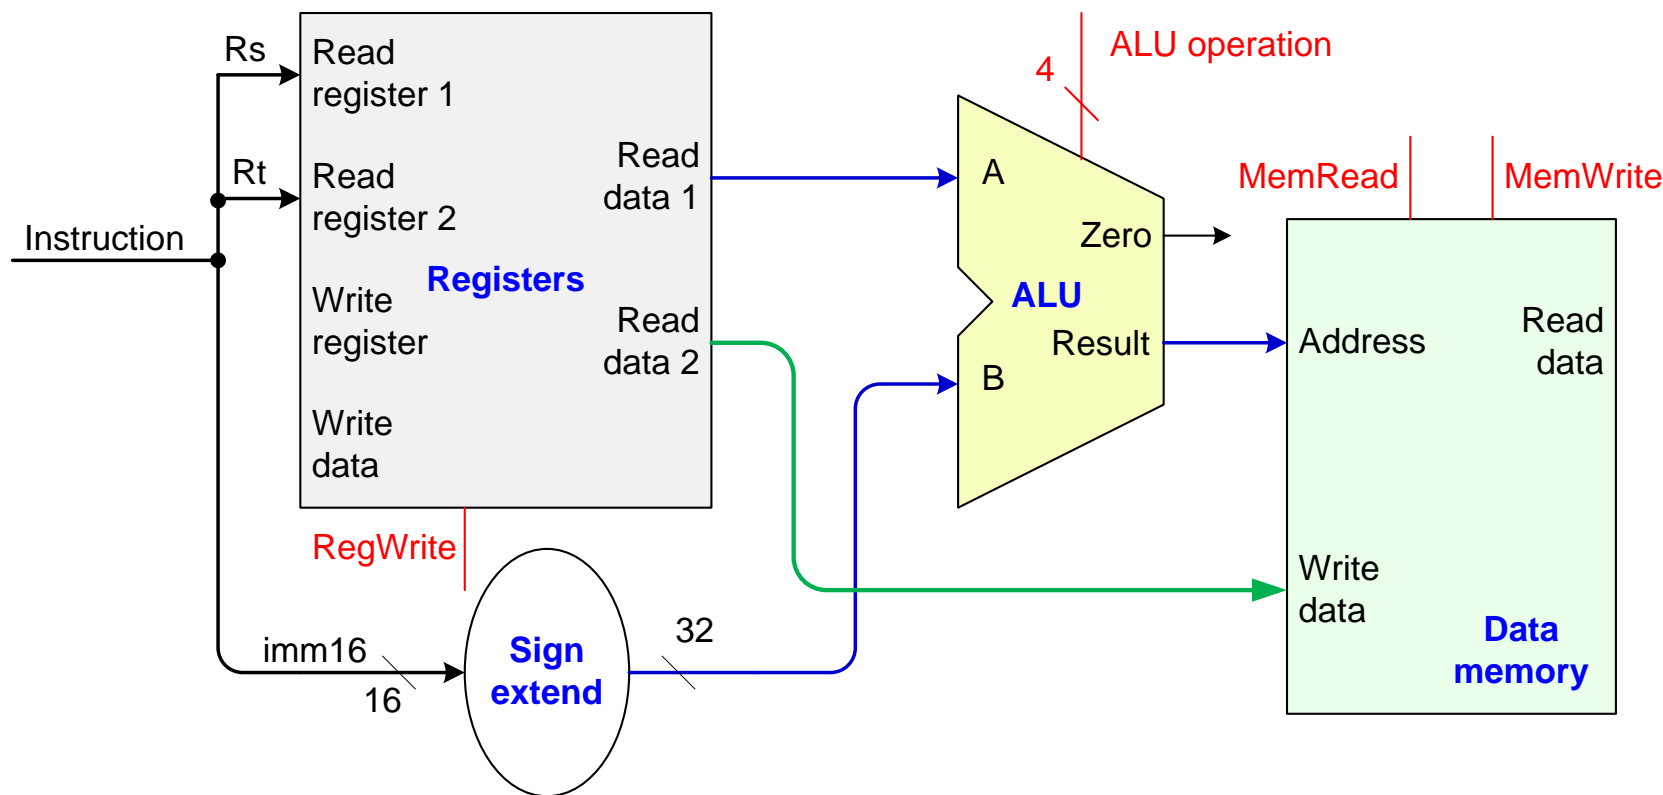 Rs
Read
register 1
Rt
Read
register 2
Instruction
Write
register
Write
data
Registers
Read
data 1
Read
data 2
RegWrite
imm16
16
Sign
extend
32
4
ALU operation
A
B
ALU
Zero
Result
MemRead
MemWrite
Address
Read
data
Write
data
Data
memory